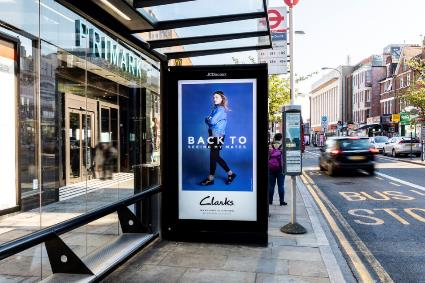 PRIMARK
JCDecaux
BACK TO
SEEING MY MATES
Clarks
BUS
STOP